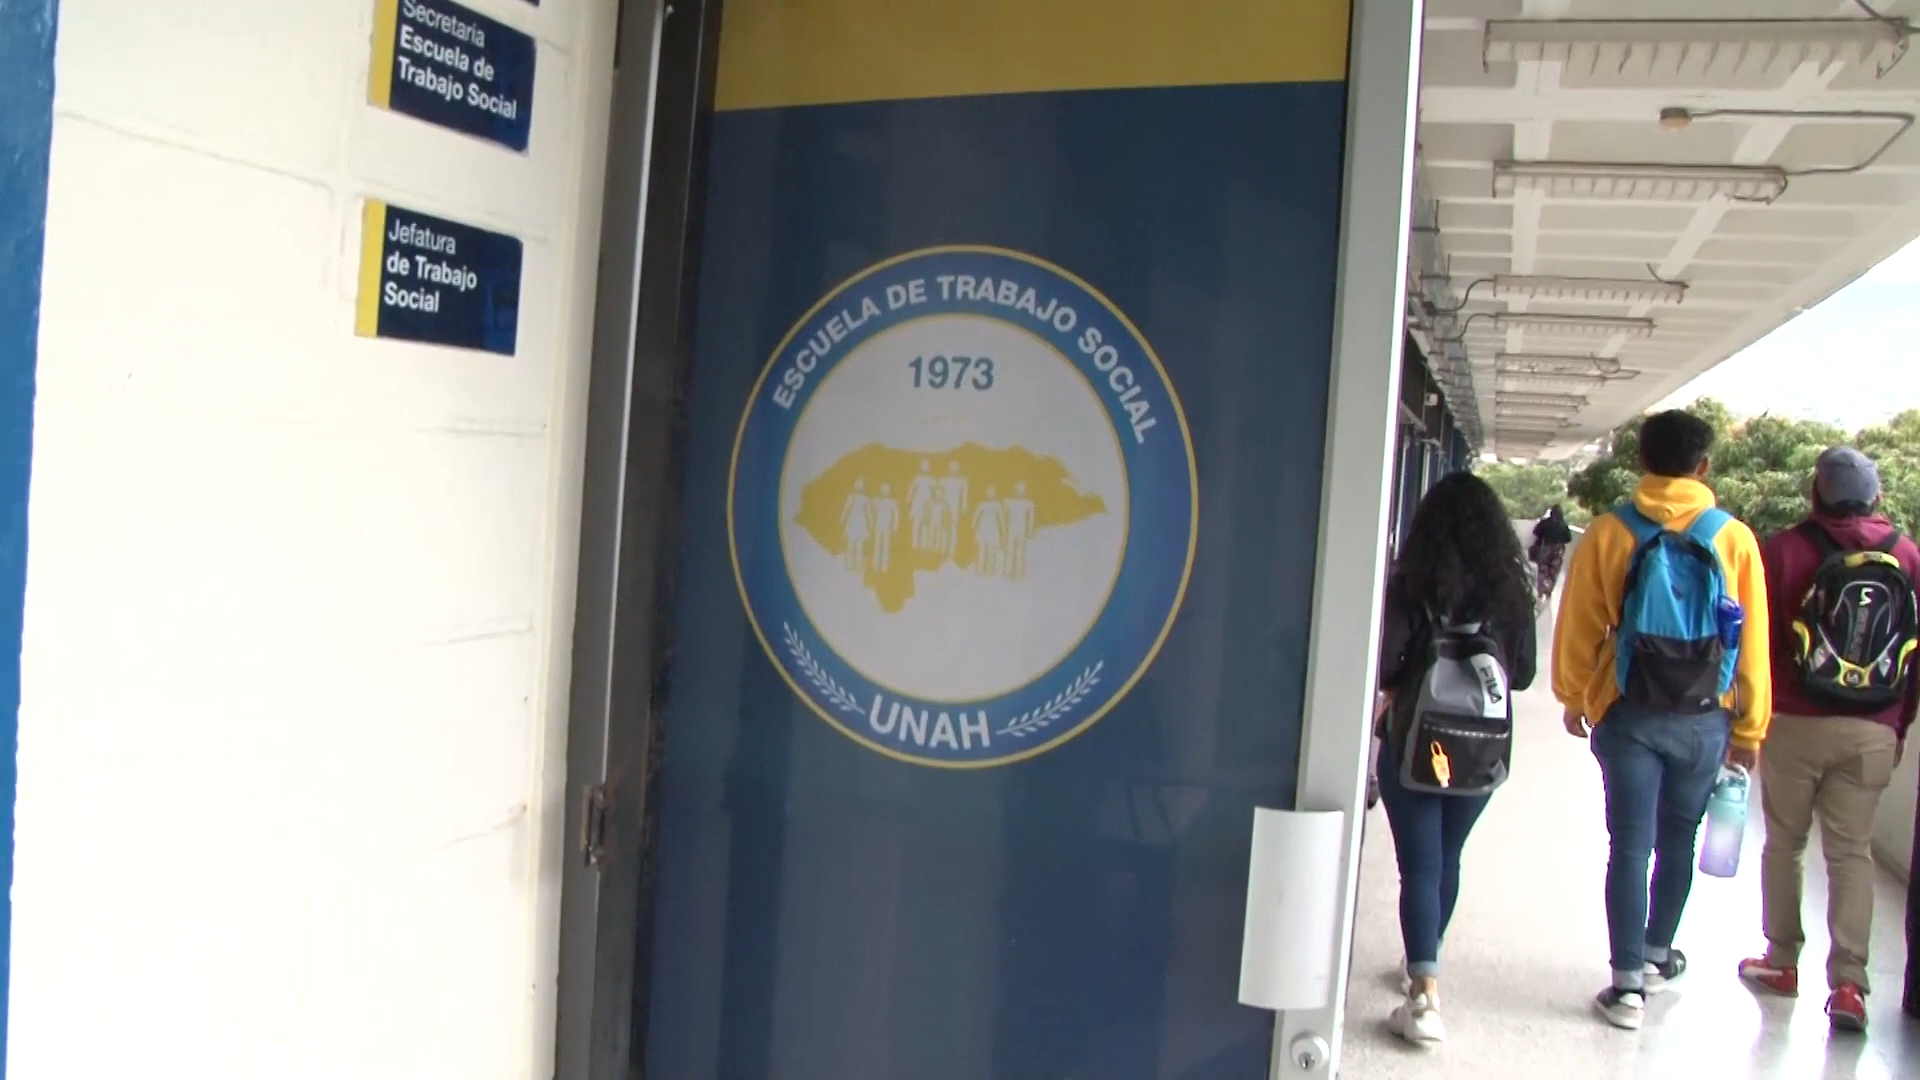 Secretaría
Escuela de
Trabajo Social
Jefatura
de Trabajo
Social
ESCUELA DE TRABAJO SOCIAL
1973
UNAH
FILA